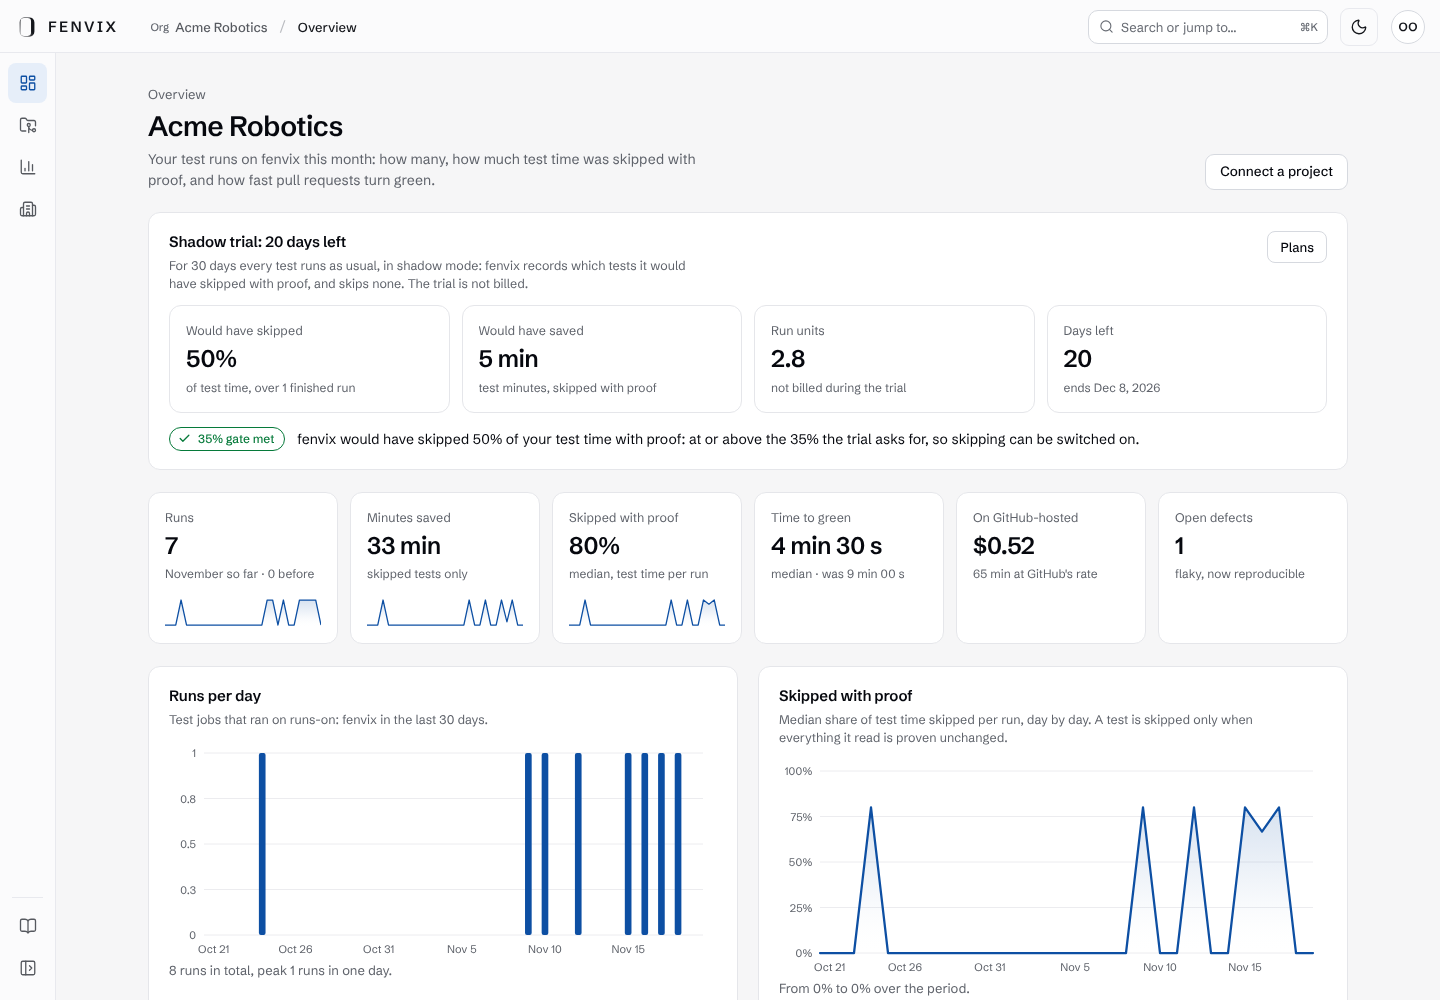 FENVIX
Org Acme Robotics / Overview
Search or jump to...
⌘K
OO
Overview
Acme Robotics
Your test runs on fenvix this month: how many, how much test time was skipped with
proof, and how fast pull requests turn green.
Connect a project
Shadow trial: 20 days left
For 30 days every test runs as usual, in shadow mode: fenvix records which tests it would
have skipped with proof, and skips none. The trial is not billed.
Plans
Would have skipped
50%
of test time, over 1 finished run
Would have saved
5 min
test minutes, skipped with proof
Run units
2.8
not billed during the trial
Days left
20
ends Dec 8, 2026
35% gate met
fenvix would have skipped 50% of your test time with proof: at or above the 35% the trial asks for, so skipping can be switched on.
Runs
7
November so far · 0 before
Minutes saved
33 min
skipped tests only
Skipped with proof
80%
median, test time per run
Time to green
4 min 30 s
median · was 9 min 00 s
On GitHub-hosted
$0.52
65 min at GitHub's rate
Open defects
1
flaky, now reproducible
Runs per day
Test jobs that ran on runs-on: fenvix in the last 30 days.
1
0.8
0.5
0.3
0
Oct 21
Oct 26
Oct 31
Nov 5
Nov 10
Nov 15
8 runs in total, peak 1 runs in one day.
Skipped with proof
Median share of test time skipped per run, day by day. A test is skipped only when
everything it read is proven unchanged.
100%
75%
50%
25%
0%
Oct 21
Oct 26
Oct 31
Nov 5
Nov 10
Nov 15
From 0% to 0% over the period.